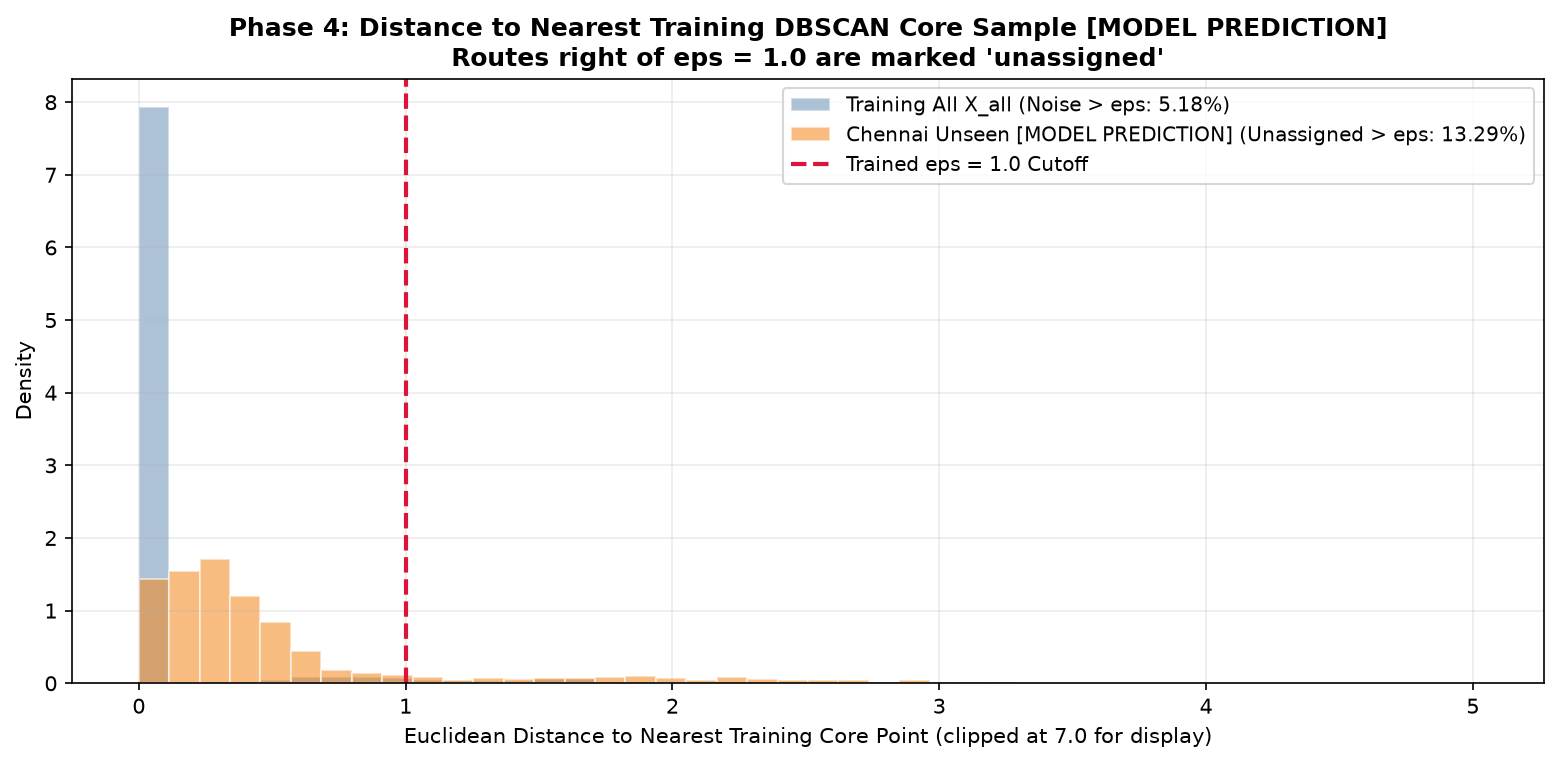 Phase 4: Distance to Nearest Training DBSCAN Core Sample [MODEL PREDICTION]
Routes right of eps = 1.0 are marked 'unassigned'
Training All X_all (Noise > eps: 5.18%)
Chennai Unseen [MODEL PREDICTION] (Unassigned > eps: 13.29%)
Trained eps = 1.0 Cutoff
Density
8
7
6
5
4
3
2
1
0
0 1 2 3 4 5
Euclidean Distance to Nearest Training Core Point (clipped at 7.0 for display)